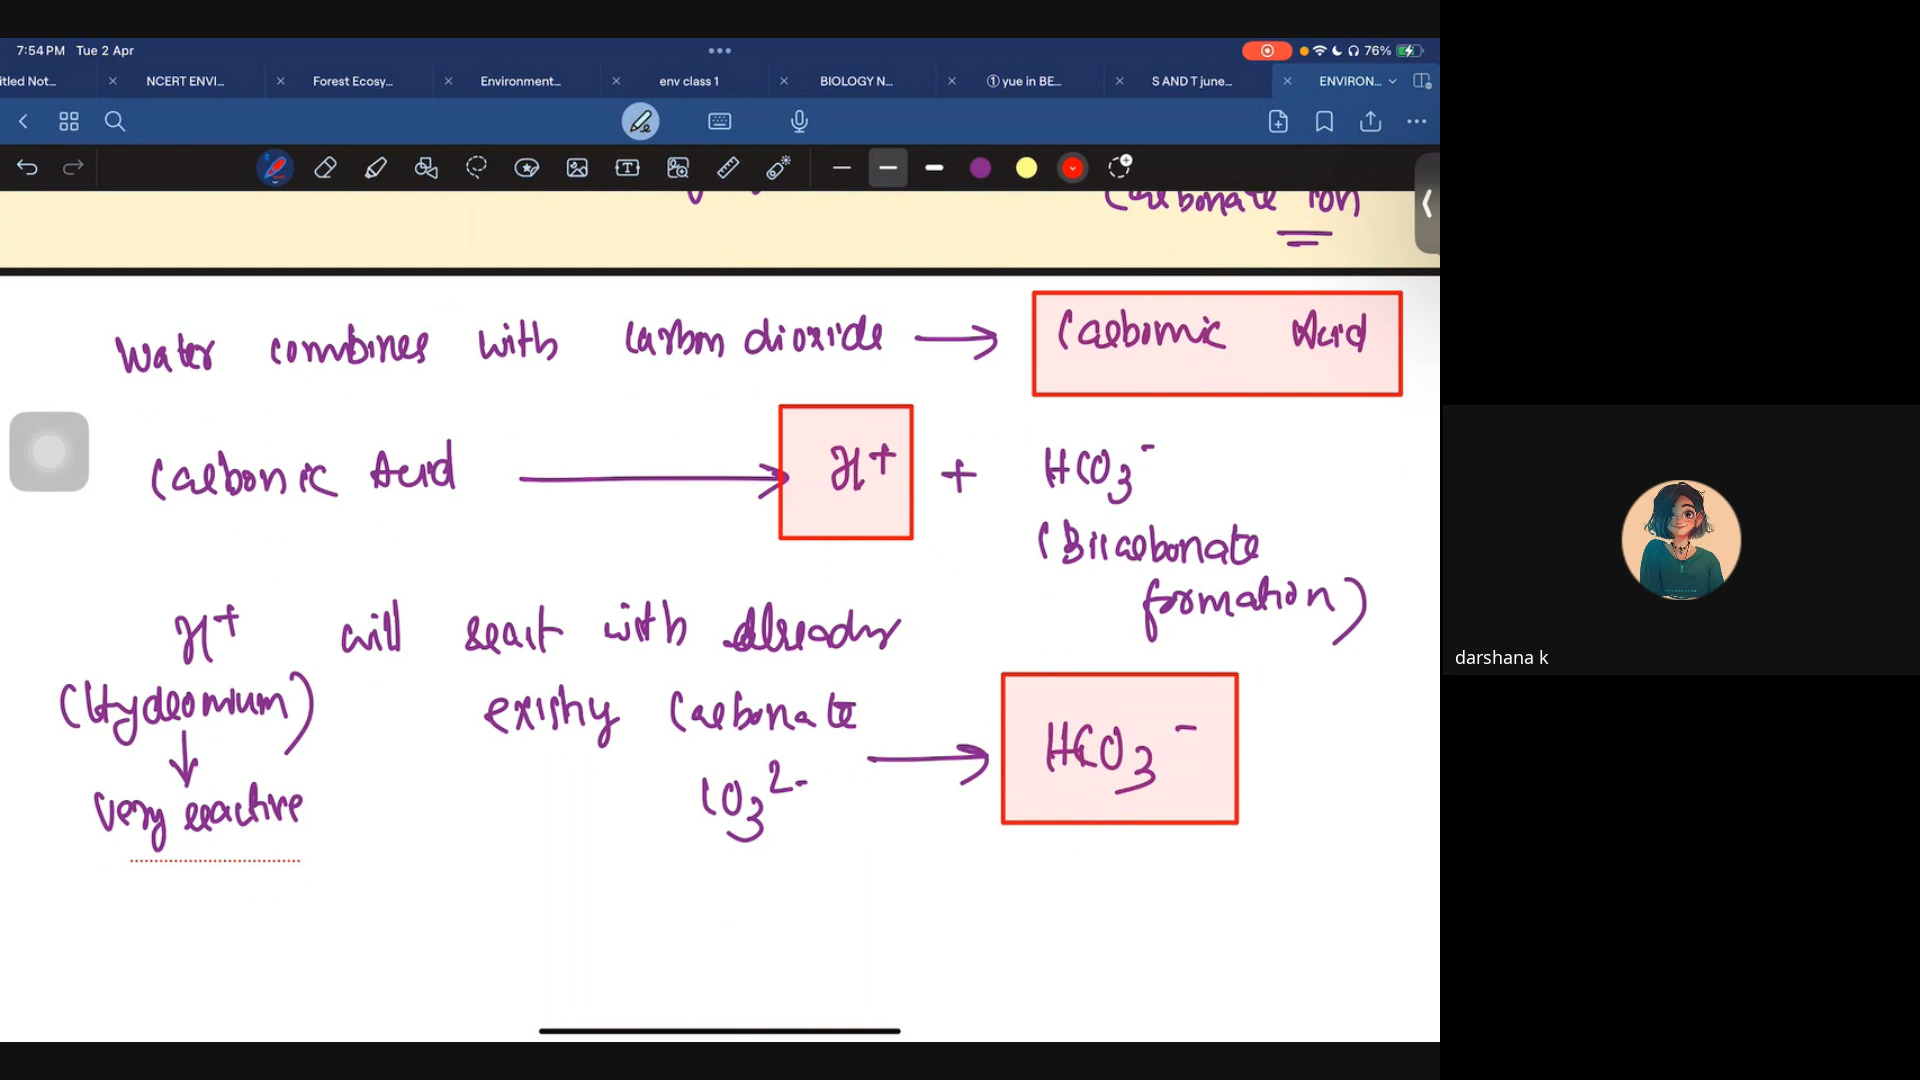 7:54 PM Tue 2 Apr
76%
itled Not...
NCERT ENVI...
Forest Ecosy...
Environment...
env class 1
BIOLOGY N...
① yue in BE...
S AND T june...
ENVIRON...
Carbonate ion
Water combines with Carbon dioxide → Carbonic Acid
Carbonic Acid → H+ + HCO3-
(Bicarbonate
formation)
H+ will react with already
(Hydronium) existing Carbonate → HCO3-
↓
very reactive CO3 2-
darshana k